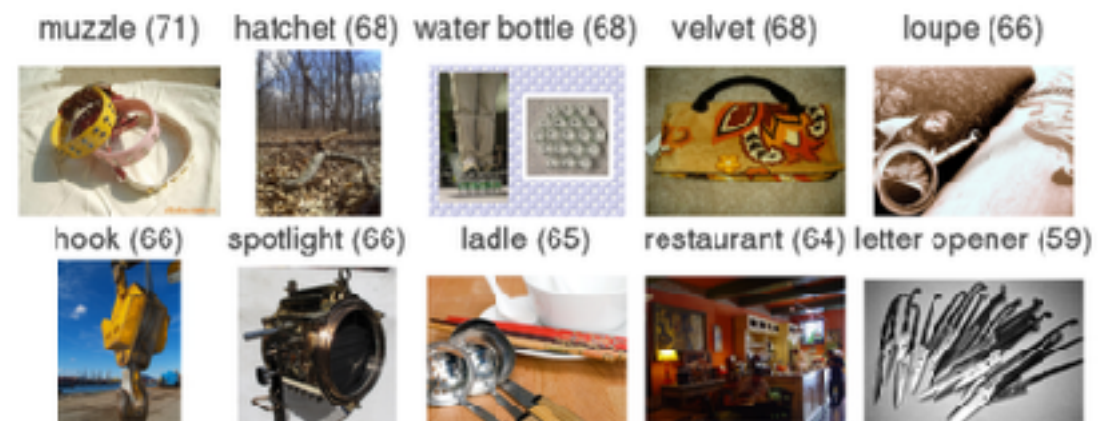 muzzle (71) hatchet (68) water bottle (68) velvet (68) loupe (66)
hook (66) spotlight (66) ladle (65) restaurant (64) letter opener (59)